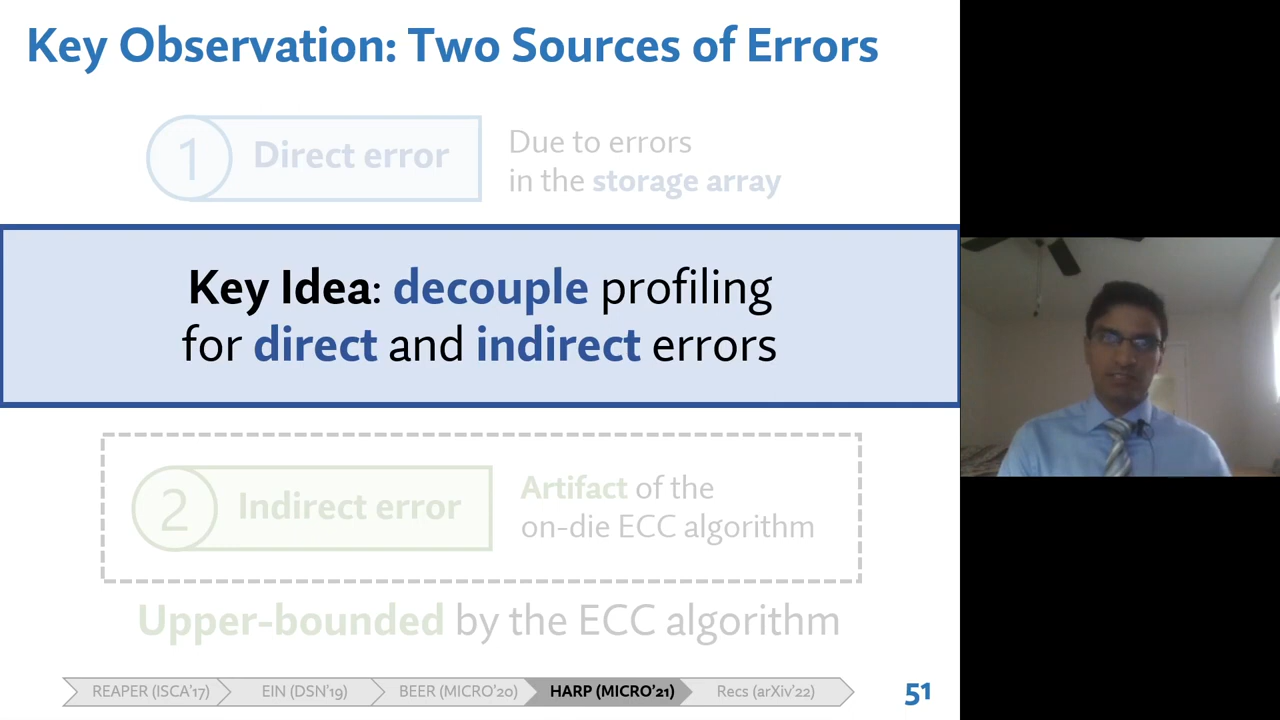 Key Observation: Two Sources of Errors
1 Direct error
Due to errors
in the storage array
Key Idea: decouple profiling
for direct and indirect errors
2 Indirect error
Artifact of the
on-die ECC algorithm
Upper-bounded by the ECC algorithm
REAPER (ISCA'17) EIN (DSN'19) BEER (MICRO'20) HARP (MICRO'21) Recs (arXiv'22) 51